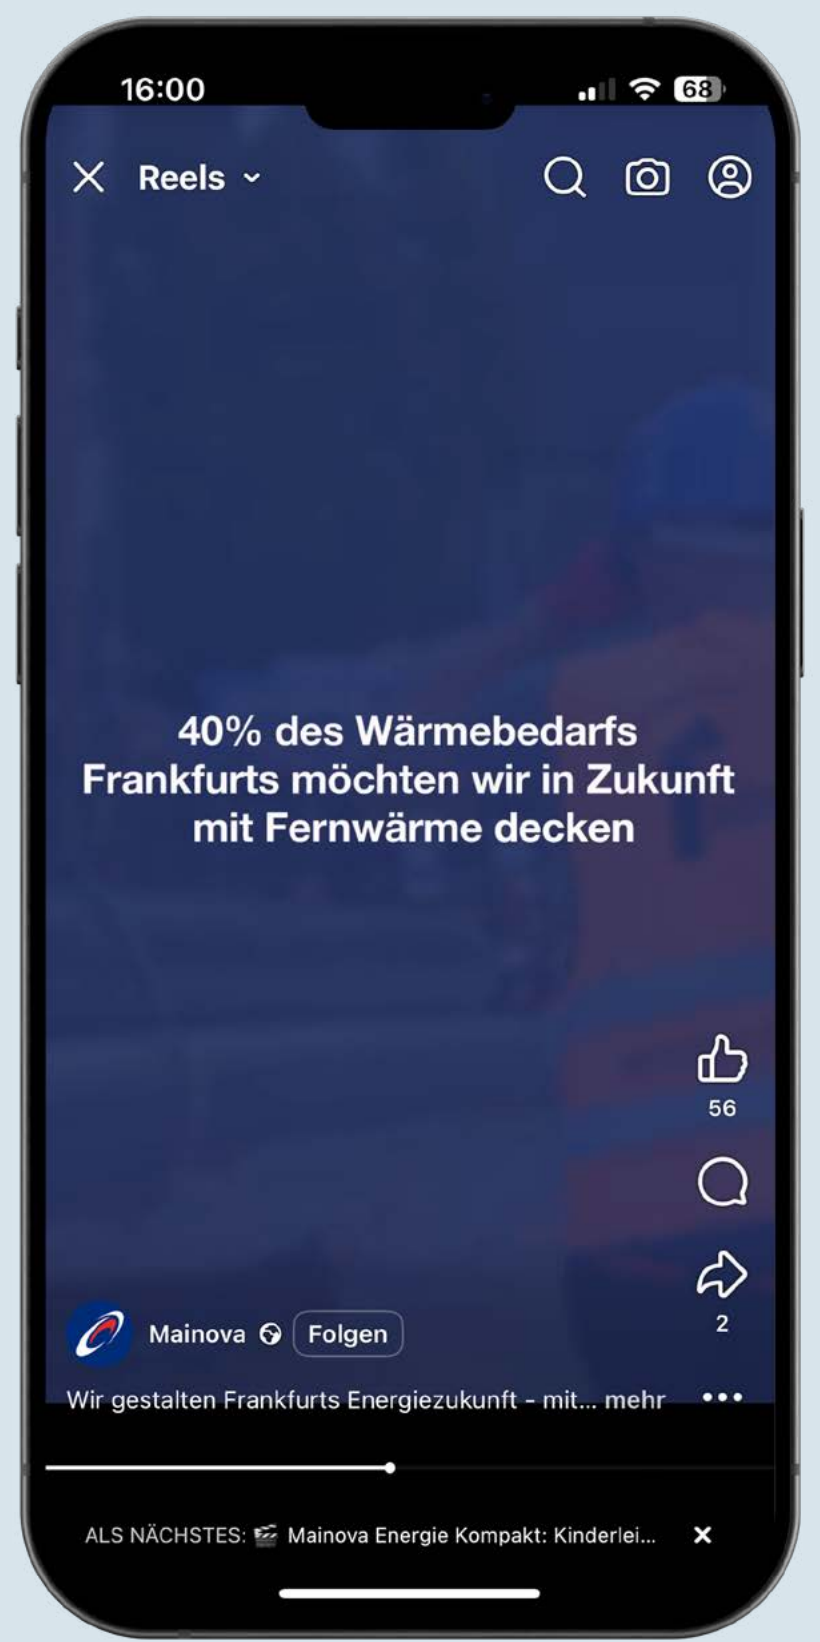 16:00
68
Reels
40% des Wärmebedarfs
Frankfurts möchten wir in Zukunft
mit Fernwärme decken
56
2
Mainova
Folgen
Wir gestalten Frankfurts Energiezukunft - mit... mehr
ALS NÄCHSTES: 🎬 Mainova Energie Kompakt: Kinderlei...